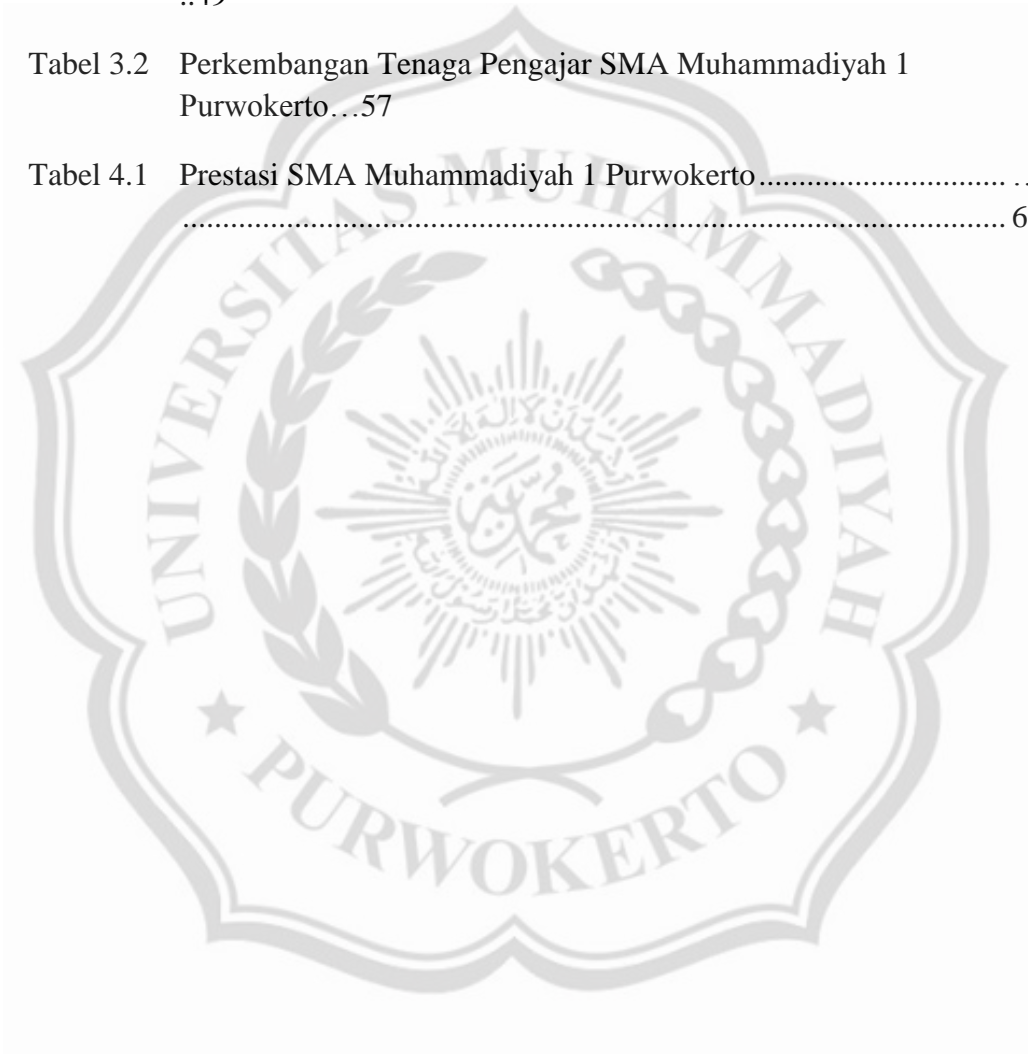 Tabel 3.2 Perkembangan Tenaga Pengajar SMA Muhammadiyah 1
Purwokerto…57
Tabel 4.1 Prestasi SMA Muhammadiyah 1 Purwokerto............................... …
....................................................................................................... 6
UNIVERSITAS MUHAMMADIYAH
PURWOKERTO